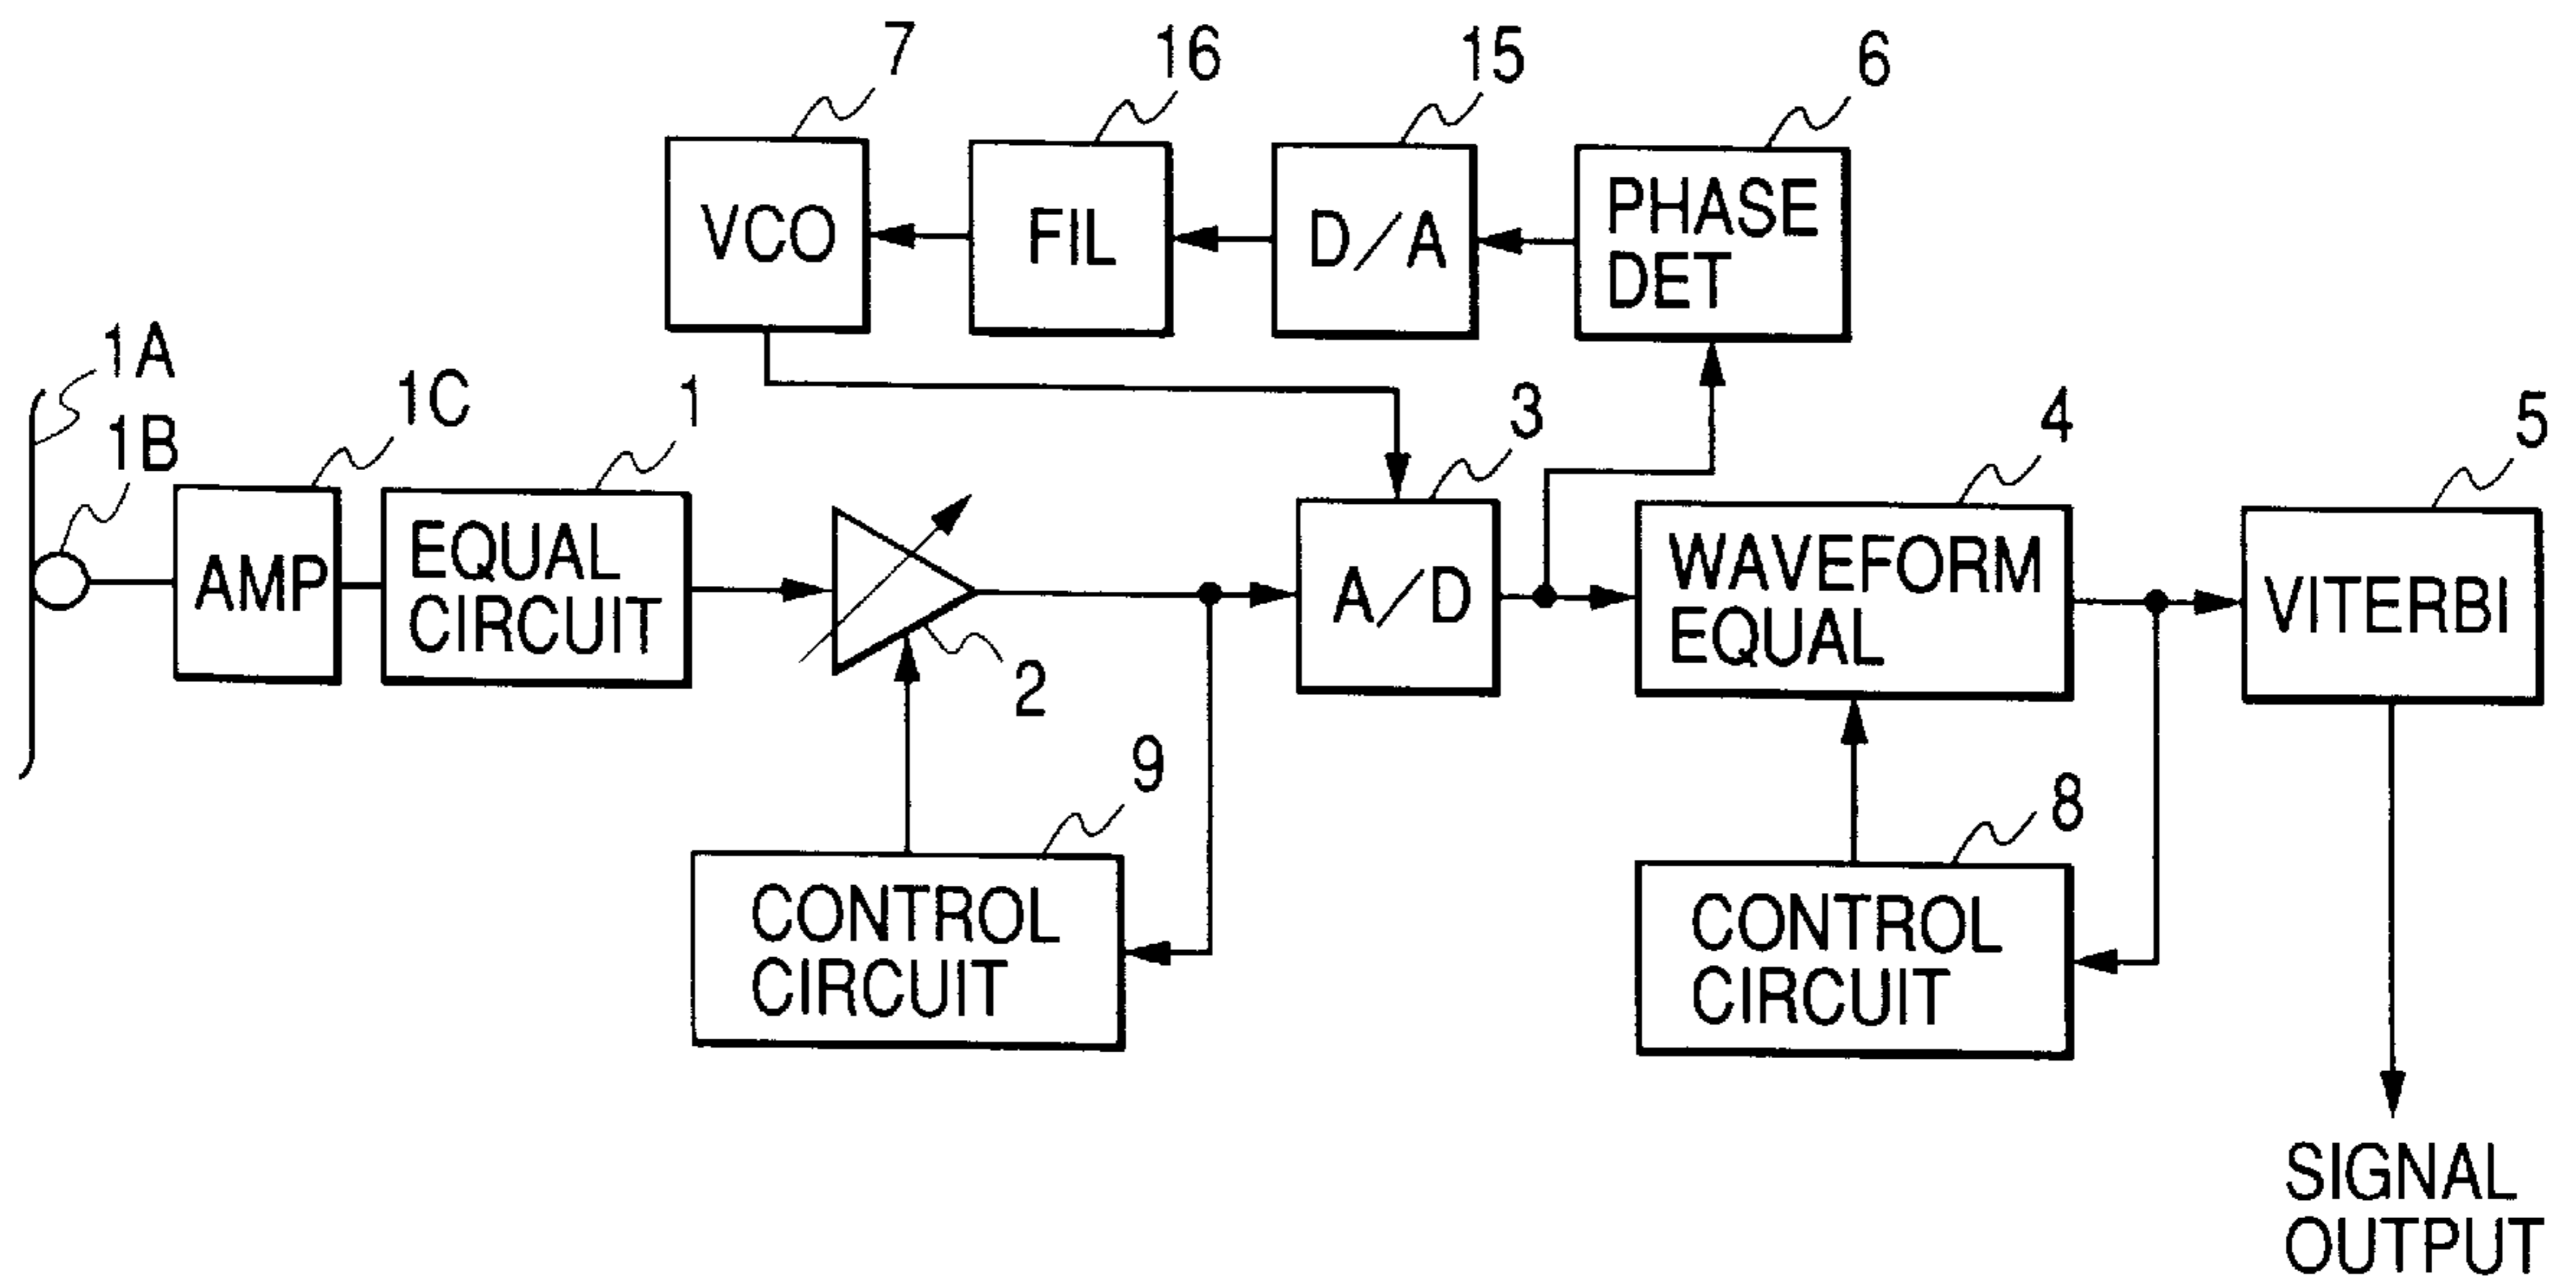 7
16
15
6
VCO
FIL
D/A
PHASE
DET
1A
1B
1C
1
3
4
5
AMP
EQUAL
CIRCUIT
2
A/D
WAVEFORM
EQUAL
VITERBI
9
CONTROL
CIRCUIT
8
CONTROL
CIRCUIT
SIGNAL
OUTPUT